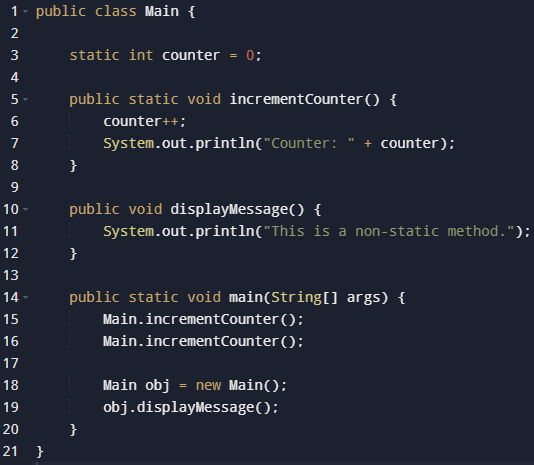 1 public class Main {
2
3     static int counter = 0;
4
5     public static void incrementCounter() {
6         counter++;
7         System.out.println("Counter: " + counter);
8     }
9
10     public void displayMessage() {
11         System.out.println("This is a non-static method.");
12     }
13
14     public static void main(String[] args) {
15         Main.incrementCounter();
16         Main.incrementCounter();
17
18         Main obj = new Main();
19         obj.displayMessage();
20     }
21 }